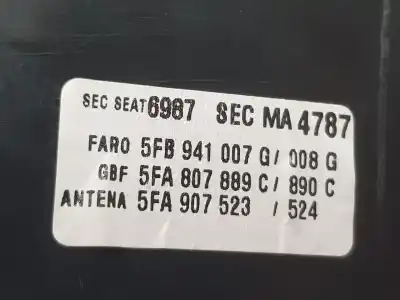 SEC SEAT 6987 SEC MA 4787
FARO 5FB 941 007 G / 008 G
GBF 5FA 807 889 C / 890 C
ANTENA 5FA 907 523 / 524